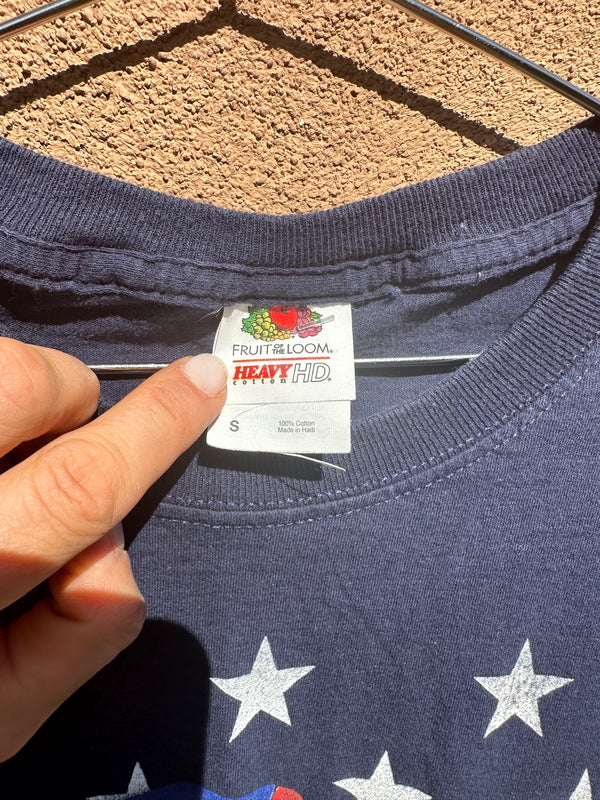 FRUIT OF THE LOOM®
HEAVY HD®
cotton
S
100% Cotton
Made in Haiti